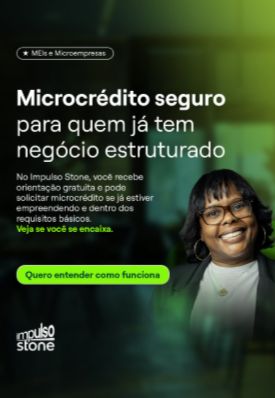 ★ MEIs e Microempresas
Microcrédito seguro
para quem já tem
negócio estruturado
No Impulso Stone, você recebe
orientação gratuita e pode
solicitar microcrédito se já estiver
empreendendo e dentro dos
requisitos básicos.
Veja se você se encaixa.
Quero entender como funciona
impulso
stone